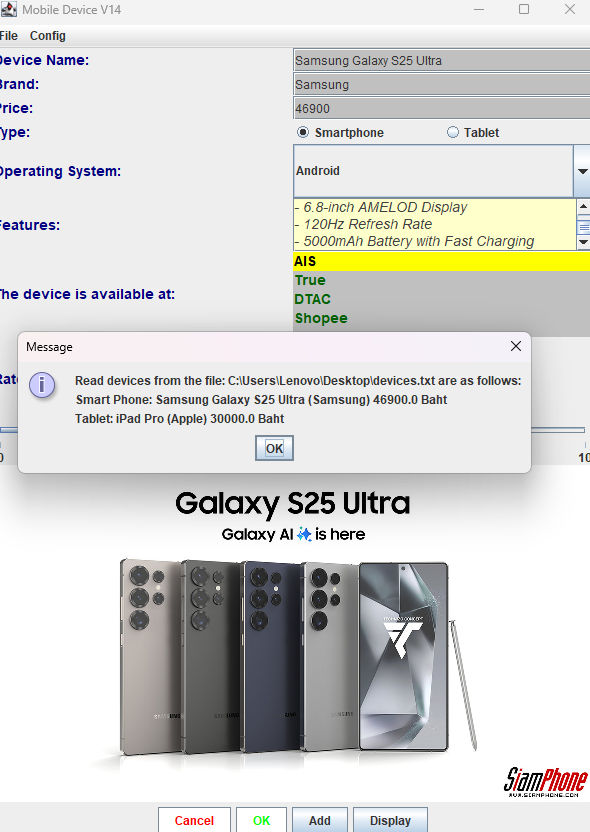 Mobile Device V14
File Config
Device Name:
Samsung Galaxy S25 Ultra
Brand:
Samsung
Price:
46900
Type:
Smartphone
Tablet
Operating System:
Android
Features:
- 6.8-inch AMELOD Display
- 120Hz Refresh Rate
- 5000mAh Battery with Fast Charging
The device is available at:
AIS
True
DTAC
Shopee
Message
Read devices from the file: C:\Users\Lenovo\Desktop\devices.txt are as follows:
Smart Phone: Samsung Galaxy S25 Ultra (Samsung) 46900.0 Baht
Tablet: iPad Pro (Apple) 30000.0 Baht
OK
Rat
0
10
Galaxy S25 Ultra
Galaxy AI is here
TECHNIZO CONCEPT
SAMSUNG
SiamPhone
WWW.SIAMPHONE.COM
Cancel
OK
Add
Display